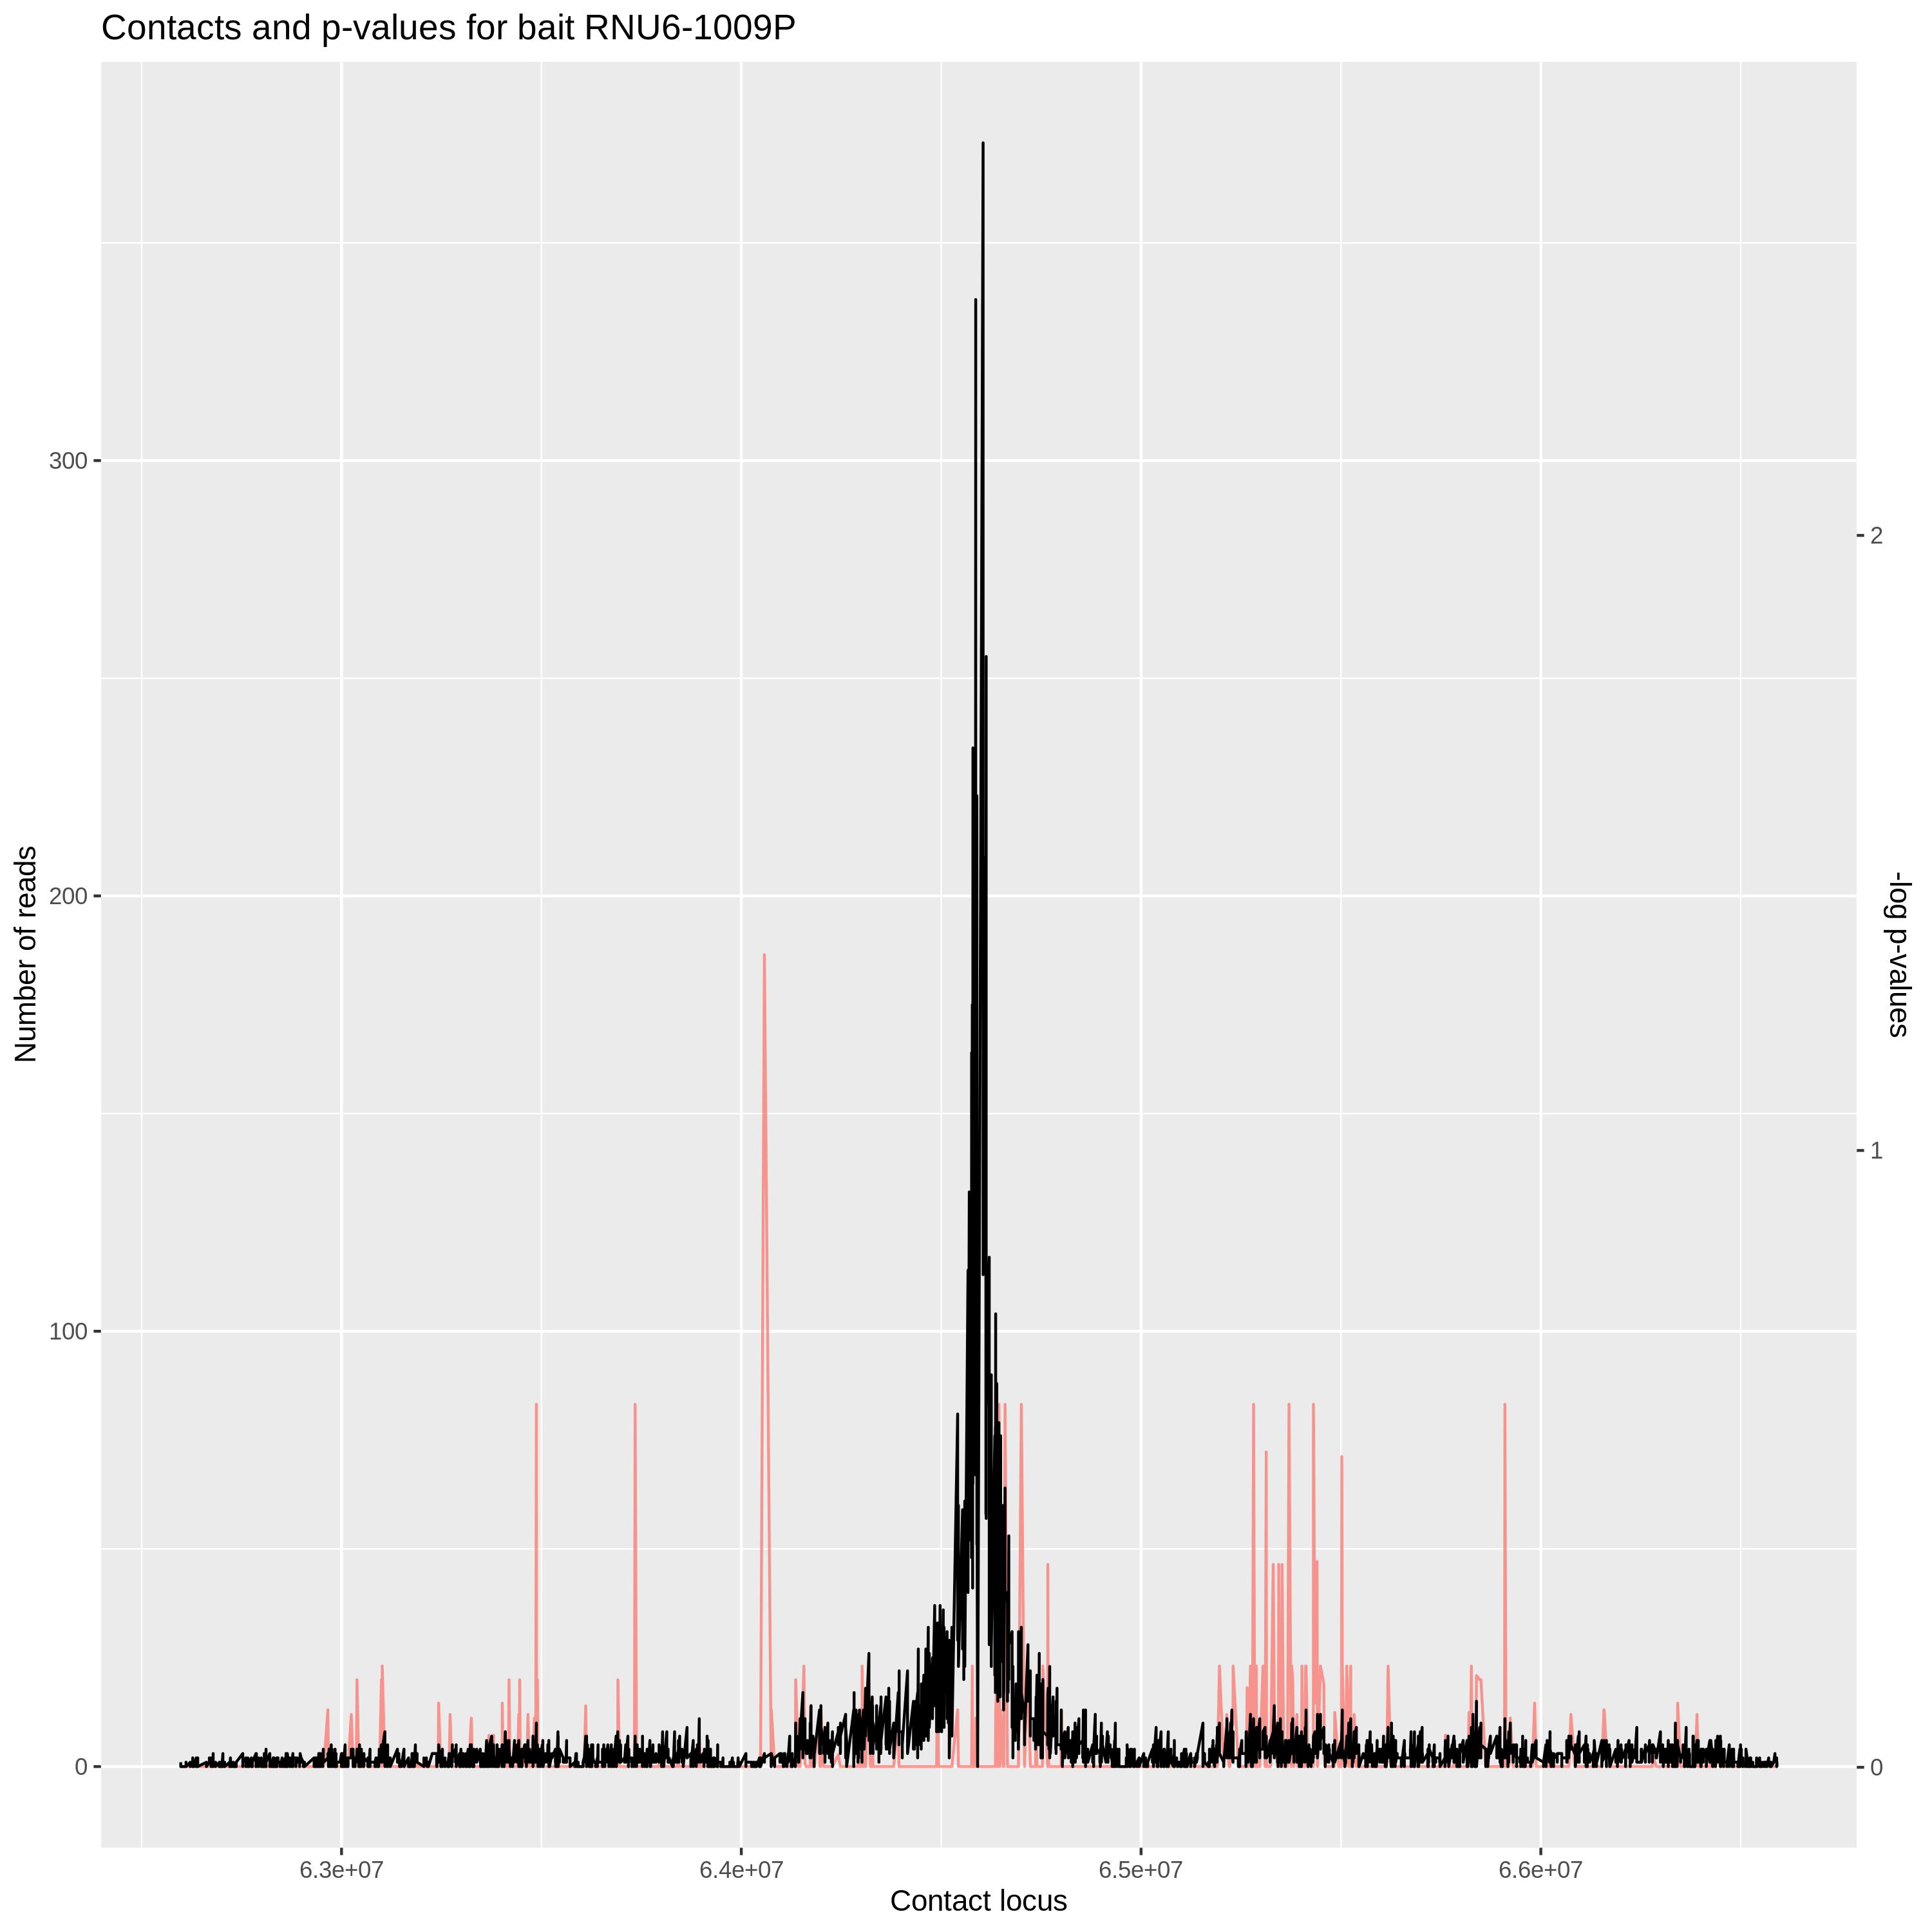 Contacts and p-values for bait RNU6-1009P
300
200
100
0
Number of reads
2
1
0
-log p-values
6.3e+07
6.4e+07
6.5e+07
6.6e+07
Contact locus